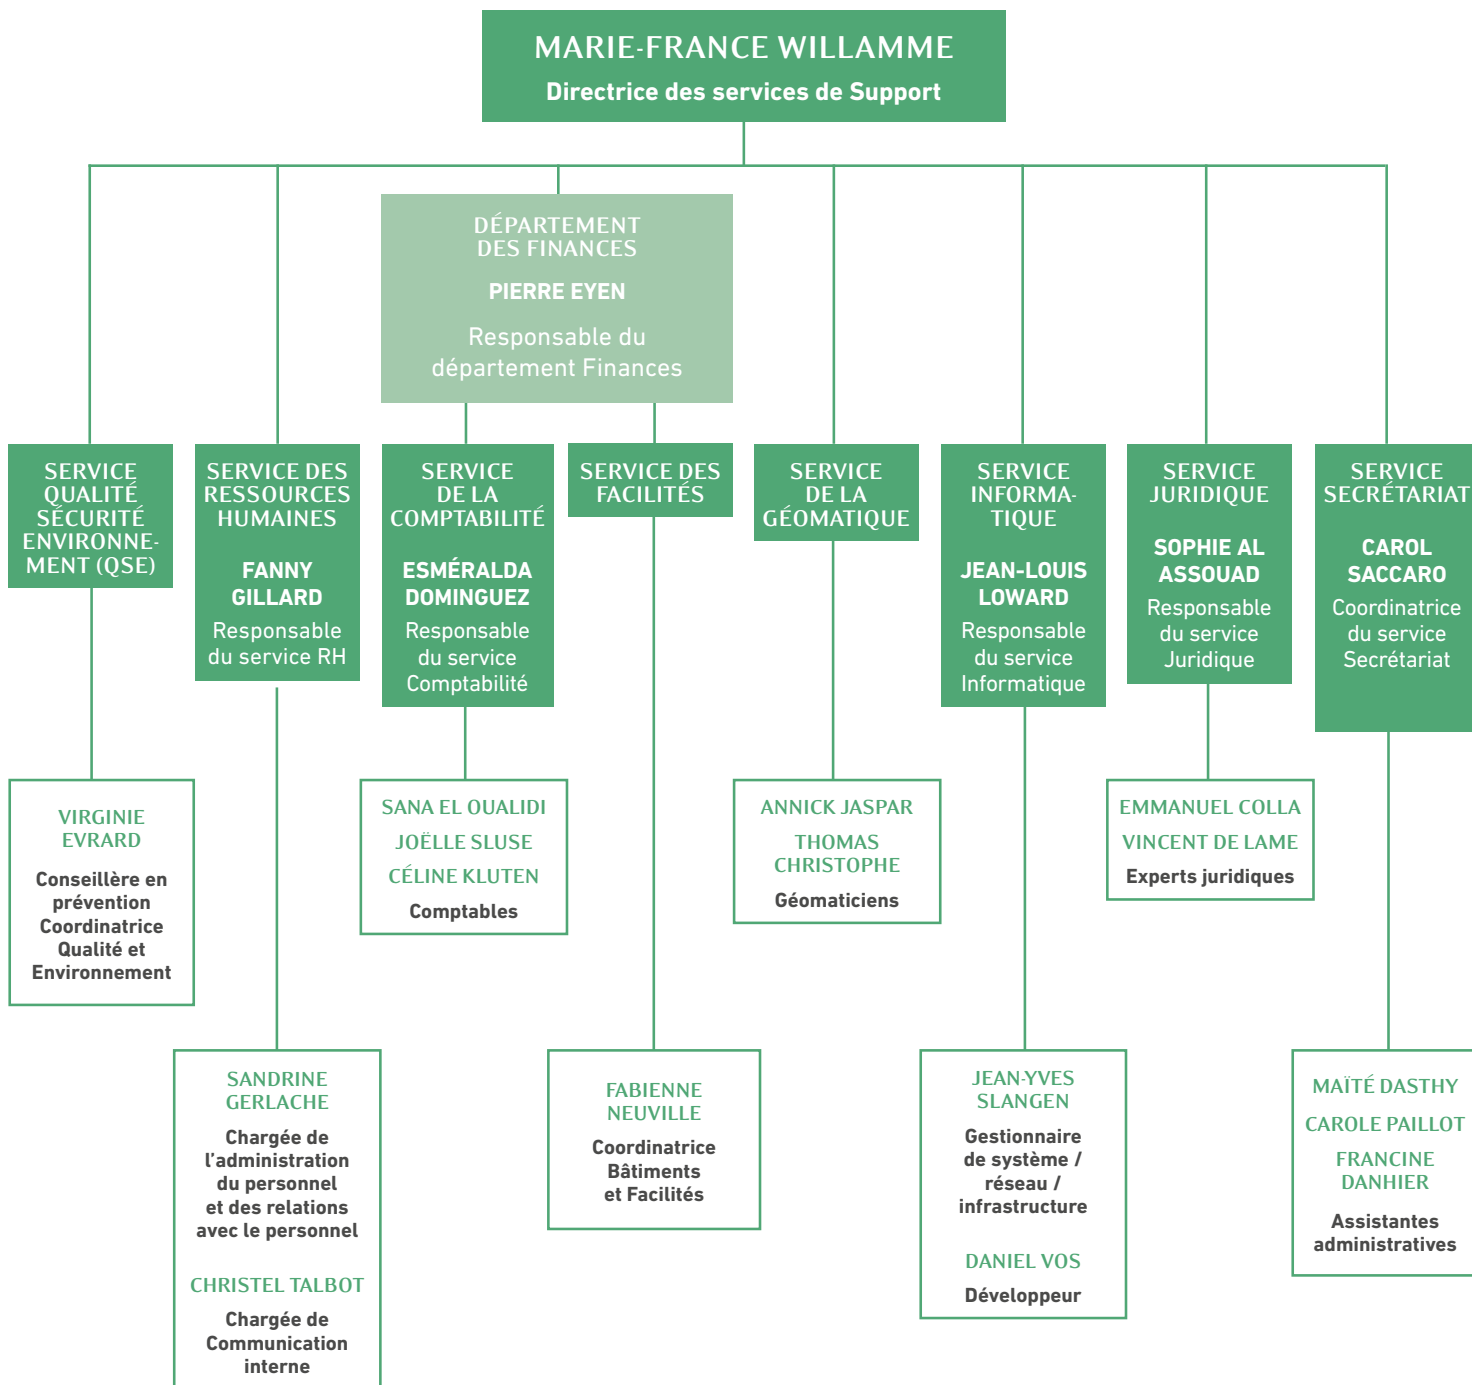 MARIE-FRANCE WILLAMME
Directrice des services de Support
DÉPARTEMENT
DES FINANCES
PIERRE EYEN
Responsable du
département Finances
SERVICE
QUALITÉ
SÉCURITÉ
ENVIRONNE-
MENT (QSE)
SERVICE DES
RESSOURCES
HUMAINES
FANNY
GILLARD
Responsable
du service RH
SERVICE
DE LA
COMPTABILITÉ
ESMÉRALDA
DOMINGUEZ
Responsable
du service
Comptabilité
SERVICE DES
FACILITÉS
SERVICE
DE LA
GÉOMATIQUE
SERVICE
INFORMA-
TIQUE
JEAN-LOUIS
LOWARD
Responsable
du service
Informatique
SERVICE
JURIDIQUE
SOPHIE AL
ASSOUAD
Responsable
du service
Juridique
SERVICE
SECRÉTARIAT
CAROL
SACCARO
Coordinatrice
du service
Secrétariat
VIRGINIE
EVRARD
Conseillère en
prévention
Coordinatrice
Qualité et
Environnement
SANA EL OUALIDI
JOËLLE SLUSE
CÉLINE KLUTEN
Comptables
ANNICK JASPAR
THOMAS
CHRISTOPHE
Géomaticiens
EMMANUEL COLLA
VINCENT DE LAME
Experts juridiques
SANDRINE
GERLACHE
Chargée de
l’administration
du personnel
et des relations
avec le personnel
CHRISTEL TALBOT
Chargée de
Communication
interne
FABIENNE
NEUVILLE
Coordinatrice
Bâtiments
et Facilités
JEAN-YVES
SLANGEN
Gestionnaire
de système /
réseau /
infrastructure
DANIEL VOS
Développeur
MAÏTÉ DASTHY
CAROLE PAILLOT
FRANCINE
DANHIER
Assistantes
administratives